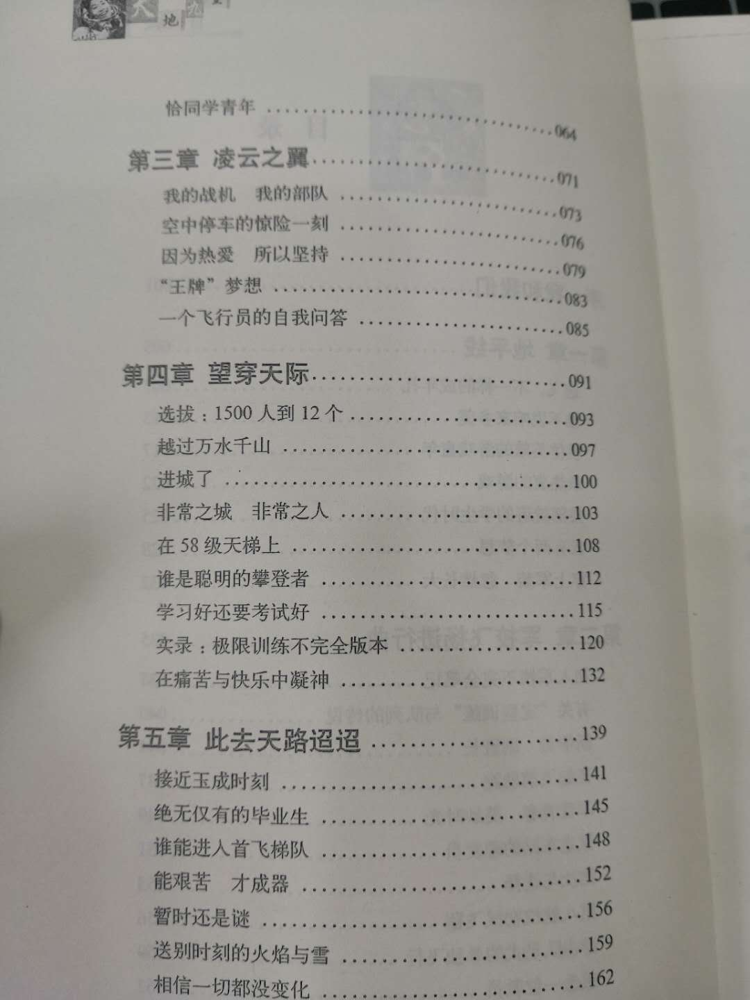 天
地
九
恰同学青年 ................ 064
第三章 凌云之翼 ................ 071
我的战机 我的部队 ................ 073
空中停车的惊险一刻 ................ 076
因为热爱 所以坚持 ................ 079
“王牌”梦想 ................ 083
一个飞行员的自我问答 ................ 085
第四章 望穿天际 ................ 091
选拔：1500 人到 12 个 ................ 093
越过万水千山 ................ 097
进城了 ................ 100
非常之城 非常之人 ................ 103
在 58 级天梯上 ................ 108
谁是聪明的攀登者 ................ 112
学习好还要考试好 ................ 115
实录：极限训练不完全版本 ................ 120
在痛苦与快乐中凝神 ................ 132
第五章 此去天路迢迢 ................ 139
接近玉成时刻 ................ 141
绝无仅有的毕业生 ................ 145
谁能进入首飞梯队 ................ 148
能艰苦 才成器 ................ 152
暂时还是谜 ................ 156
送别时刻的火焰与雪 ................ 159
相信一切都没变化 ................ 162